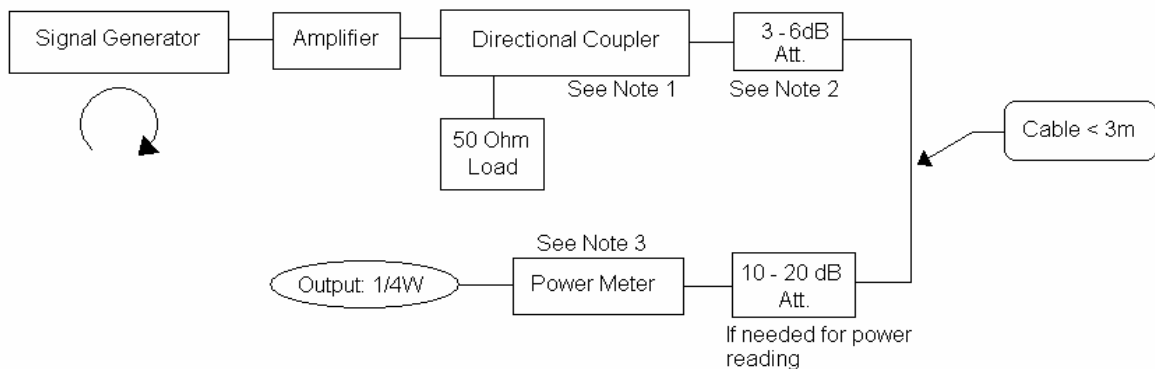 Signal Generator
Amplifier
Directional Coupler
3 - 6dB
Att.
See Note 1
See Note 2
50 Ohm
Load
Cable < 3m
See Note 3
Output: 1/4W
Power Meter
10 - 20 dB
Att.
If needed for power
reading